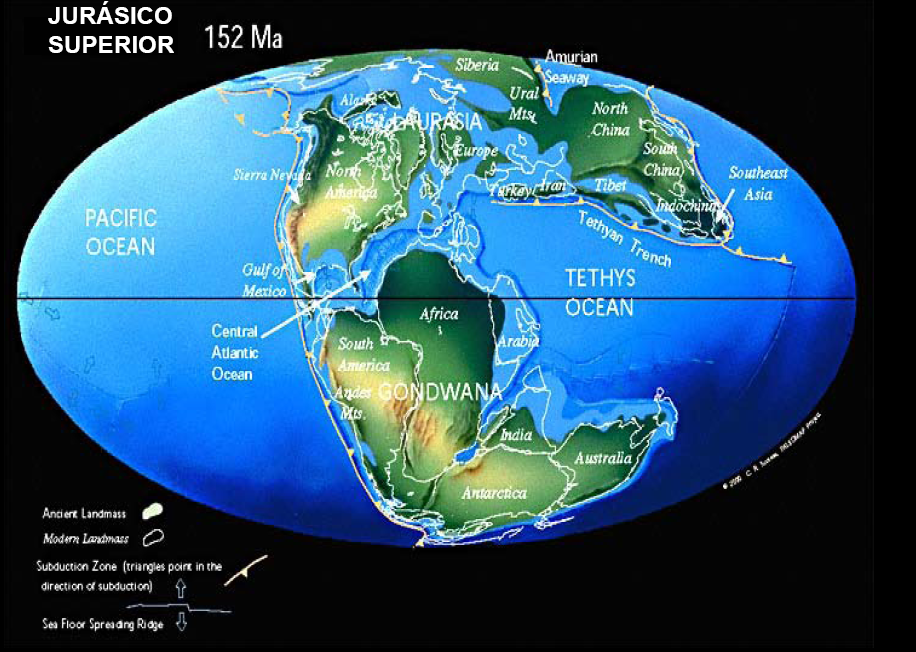 JURÁSICO
SUPERIOR
152 Ma
Amurian
Seaway
Siberia
Ural
Mts.
Alaska
LAURASIA
North
China
Europe
South
China
Southeast
Asia
Sierra Nevada
North
America
Turkey
Iran
Tibet
Indochina
PACIFIC
OCEAN
Tethyan Trench
Gulf of
Mexico
TETHYS
OCEAN
Africa
Central
Atlantic
Ocean
South
America
Arabia
Andes
Mts.
GONDWANA
India
Australia
Antarctica
Ancient Landmass
Modern Landmass
Subduction Zone (triangles point in the
direction of subduction)
Sea Floor Spreading Ridge